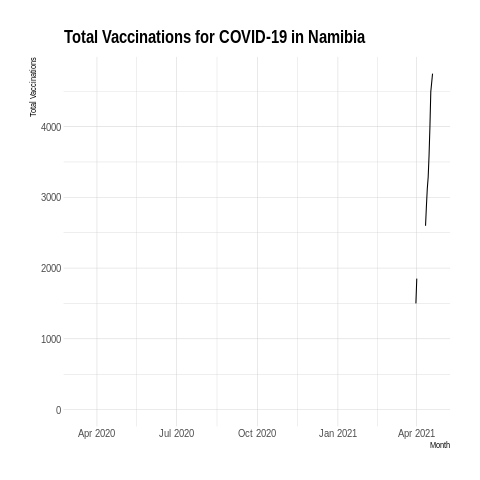 Total Vaccinations for COVID-19 in Namibia
Total Vaccinations
4000
3000
2000
1000
0
Apr 2020 Jul 2020 Oct 2020 Jan 2021 Apr 2021
Month